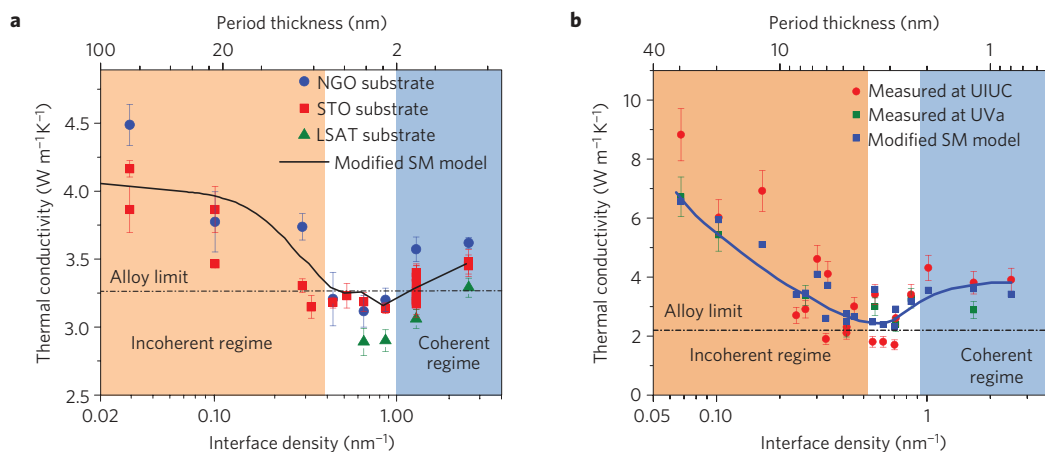 a
Period thickness (nm)
100 20 2
NGO substrate
STO substrate
LSAT substrate
Modified SM model
Thermal conductivity (W m⁻¹ K⁻¹)
4.5
4.0
3.5
3.0
2.5
Alloy limit
Incoherent regime
Coherent
regime
0.02 0.10 1.00
Interface density (nm⁻¹)
b
Period thickness (nm)
40 10 1
Measured at UIUC
Measured at UVa
Modified SM model
Thermal conductivity (W m⁻¹ K⁻¹)
10
8
6
4
2
0
Alloy limit
Incoherent regime
Coherent
regime
0.05 0.10 1
Interface density (nm⁻¹)